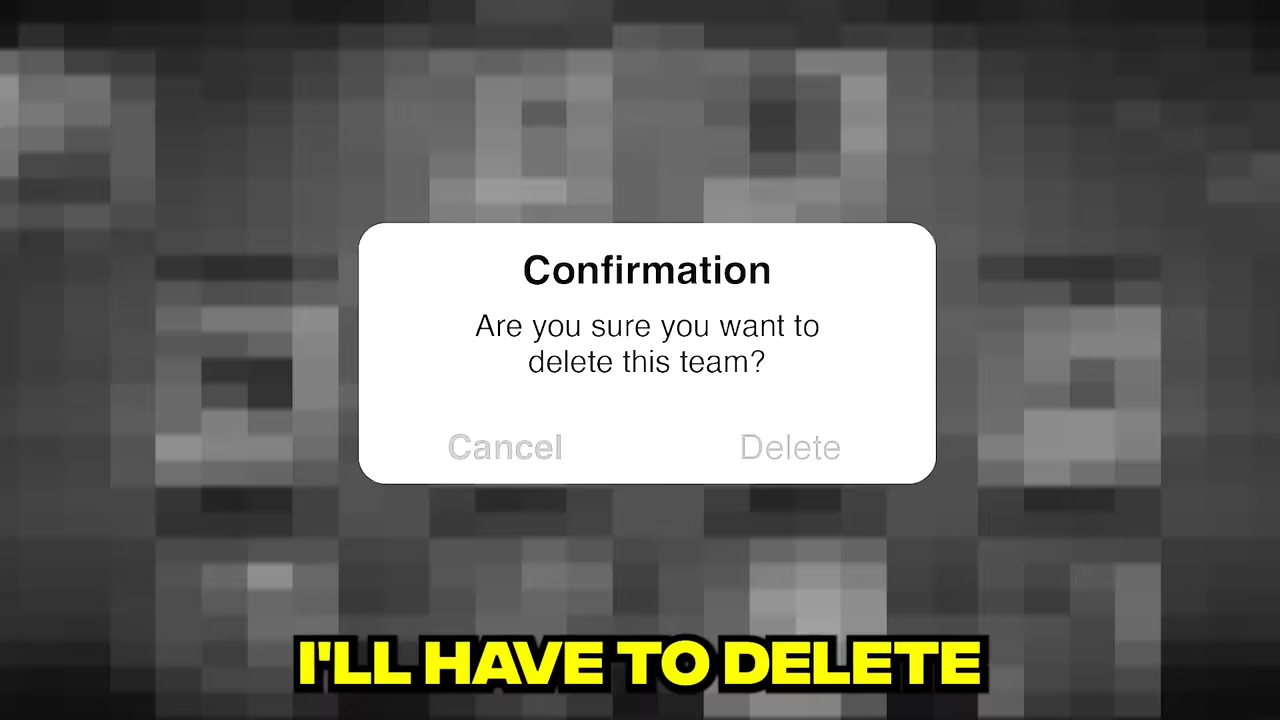 Confirmation
Are you sure you want to
delete this team?
Cancel Delete
I'LL HAVE TO DELETE